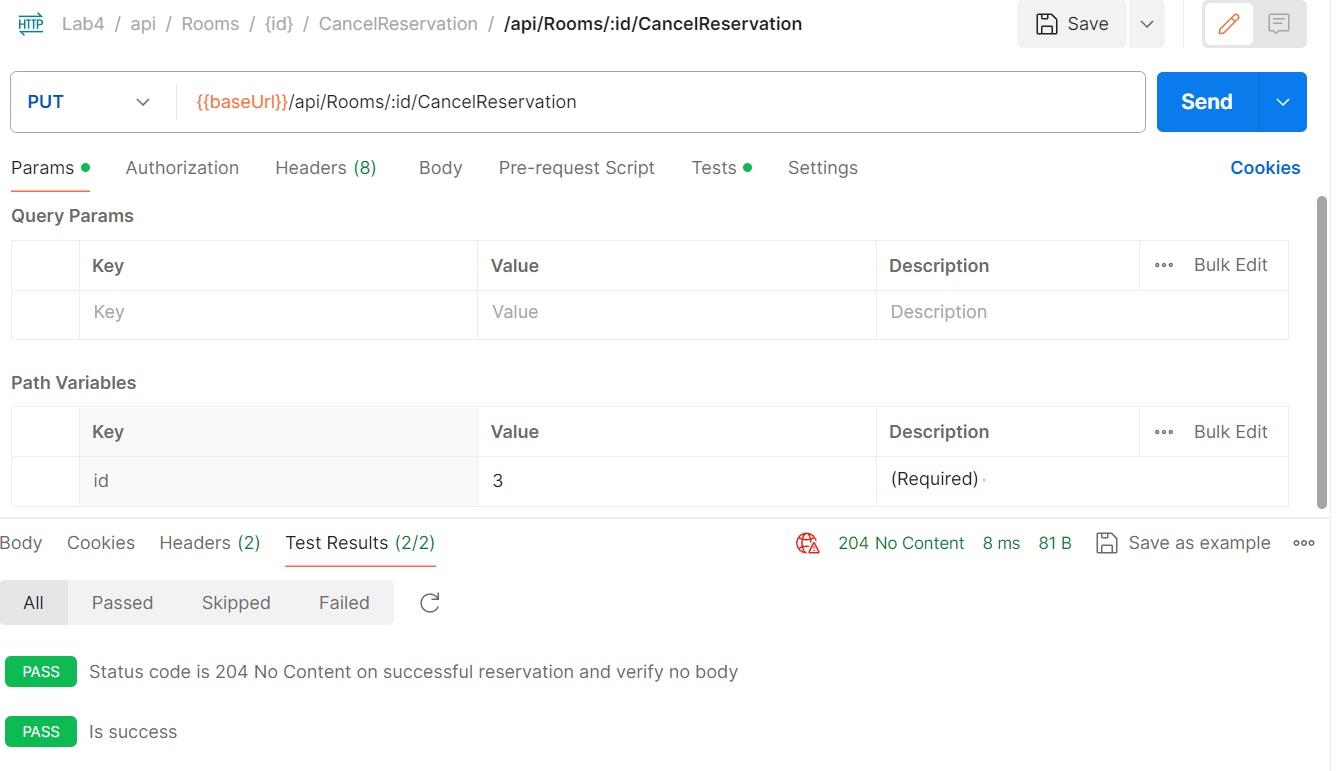 HTTP Lab4 / api / Rooms / {id} / CancelReservation / /api/Rooms/:id/CancelReservation Save
PUT {{baseUrl}}/api/Rooms/:id/CancelReservation Send
Params Authorization Headers (8) Body Pre-request Script Tests Settings Cookies
Query Params
Key Value Description Bulk Edit
Key Value Description
Path Variables
Key Value Description Bulk Edit
id 3 (Required)
Body Cookies Headers (2) Test Results (2/2) 204 No Content 8 ms 81 B Save as example
All Passed Skipped Failed
PASS Status code is 204 No Content on successful reservation and verify no body
PASS Is success